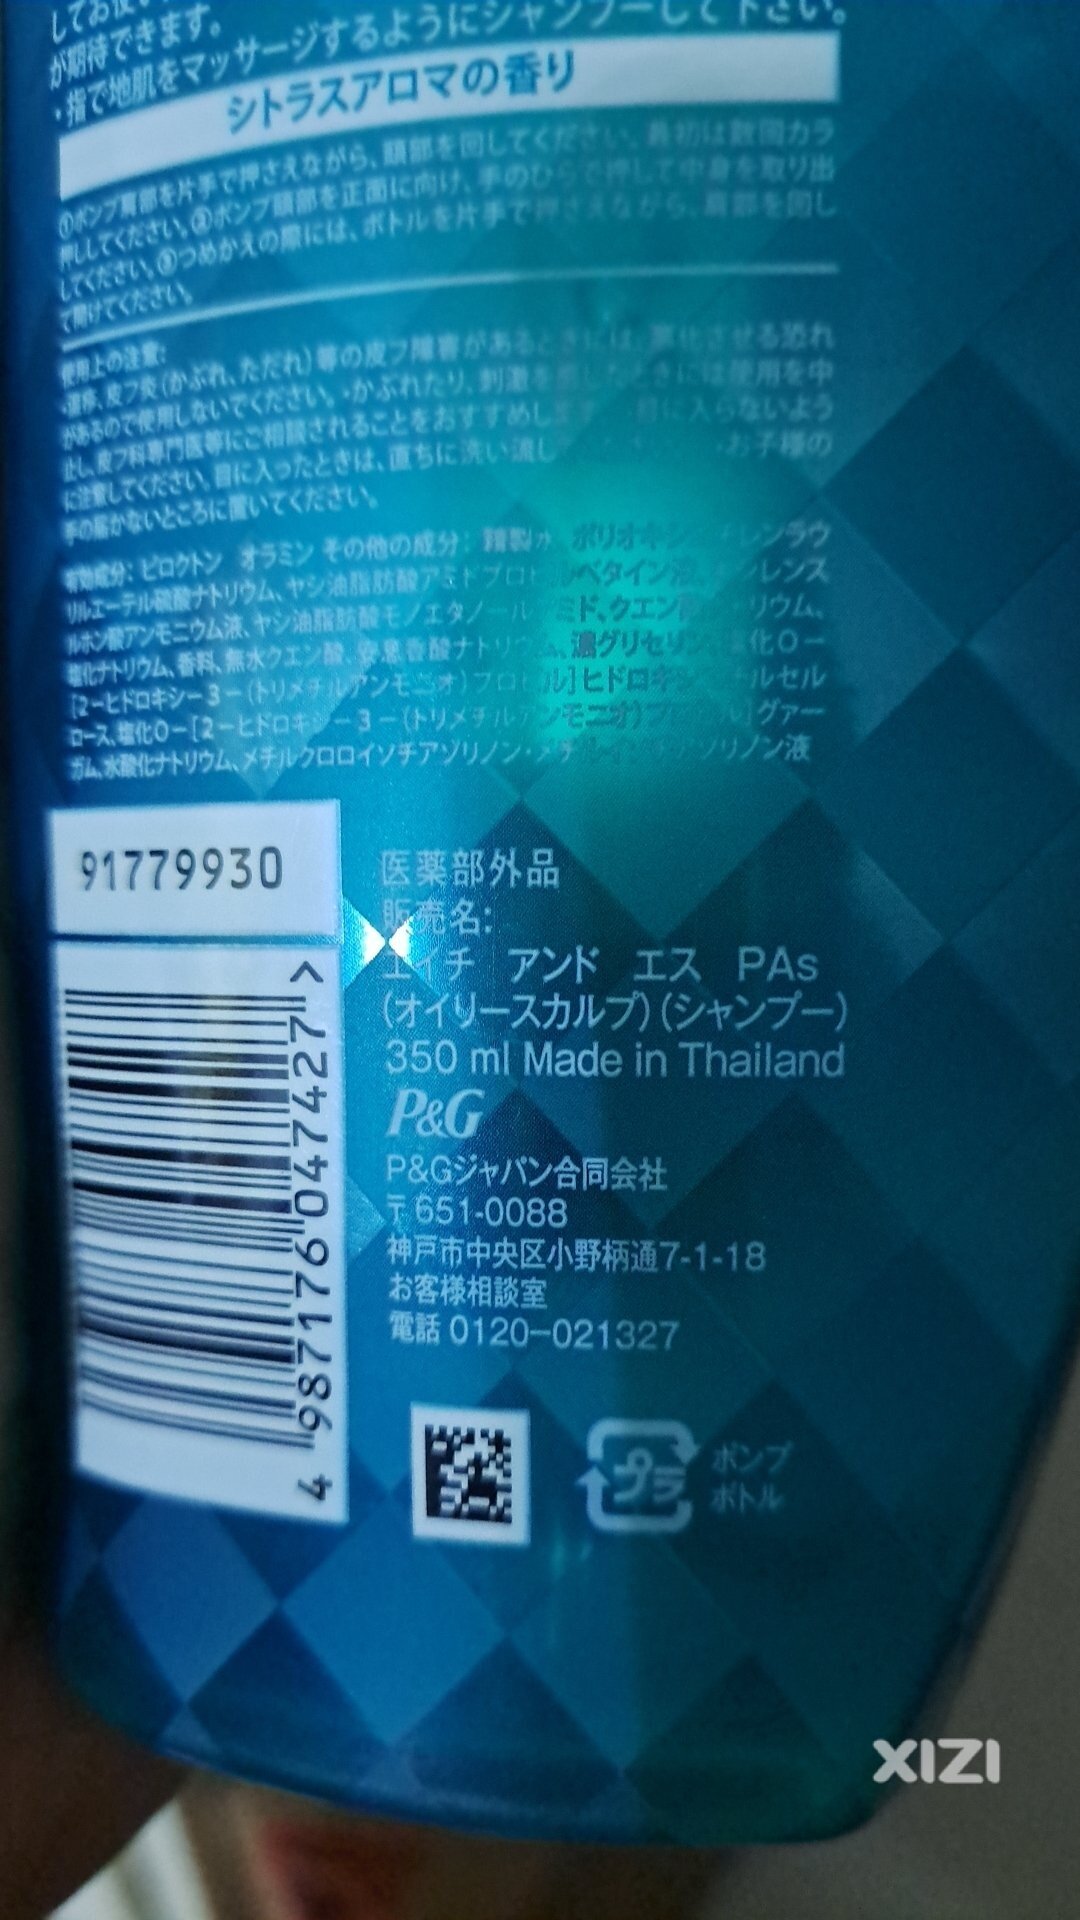 が期待できます。
・指で地肌をマッサージするようにシャンプーして下さい。
シトラスアロマの香り
①ポンプ肩部を片手で押さえながら、頭部を回してください。最初は数回カラ
押ししてください。②ポンプ頭部を正面に向け、手のひらで押して中身を取り出
してください。③つめかえの際には、ボトルを片手で押さえながら、肩部を回し
て開けてください。
使用上の注意:
・湿疹、皮フ炎(かぶれ、ただれ)等の皮フ障害があるときには、悪化させる恐れ
があるので使用しないでください。・かぶれたり、刺激を感じたときには使用を中
止し、皮フ科専門医等にご相談されることをおすすめし 目に入らないよう
に注意してください。目に入ったときは、直ちに洗い流し ・お子様の
手の届かないところに置いてください。
有効成分: ピロクトン オラミン その他の成分: 精製水 ポリオキシ レンラウ
リルエーテル硫酸ナトリウム、ヤシ油脂肪酸アミドプロピルベタイン液、 レンス
ルホン酸アンモニウム液、ヤシ油脂肪酸モノエタノール ミド、クエン酸 リウム、
塩化ナトリウム、香料、無水クエン酸、安息香酸ナトリウム、濃グリセリン、塩化O－
[2－ヒドロキシ－3－(トリメチルアンモニオ)プロピル]ヒドロキシ チルセル
ロース、塩化O－[2－ヒドロキシ－3－(トリメチルアンモニオ)プロピル]グァー
ガム、水酸化ナトリウム、メチルクロロイソチアゾリノン・メチルイソチアゾリノン液
91779930
医薬部外品
販売名:
エイチ アンド エス PAs
(オイリースカルプ)(シャンプー)
350 ml Made in Thailand
P&G
P&Gジャパン合同会社
〒651-0088
神戸市中央区小野柄通7-1-18
お客様相談室
電話 0120−021327
4 987176 047427 >
プラ
ポンプ
ボトル
XIZI